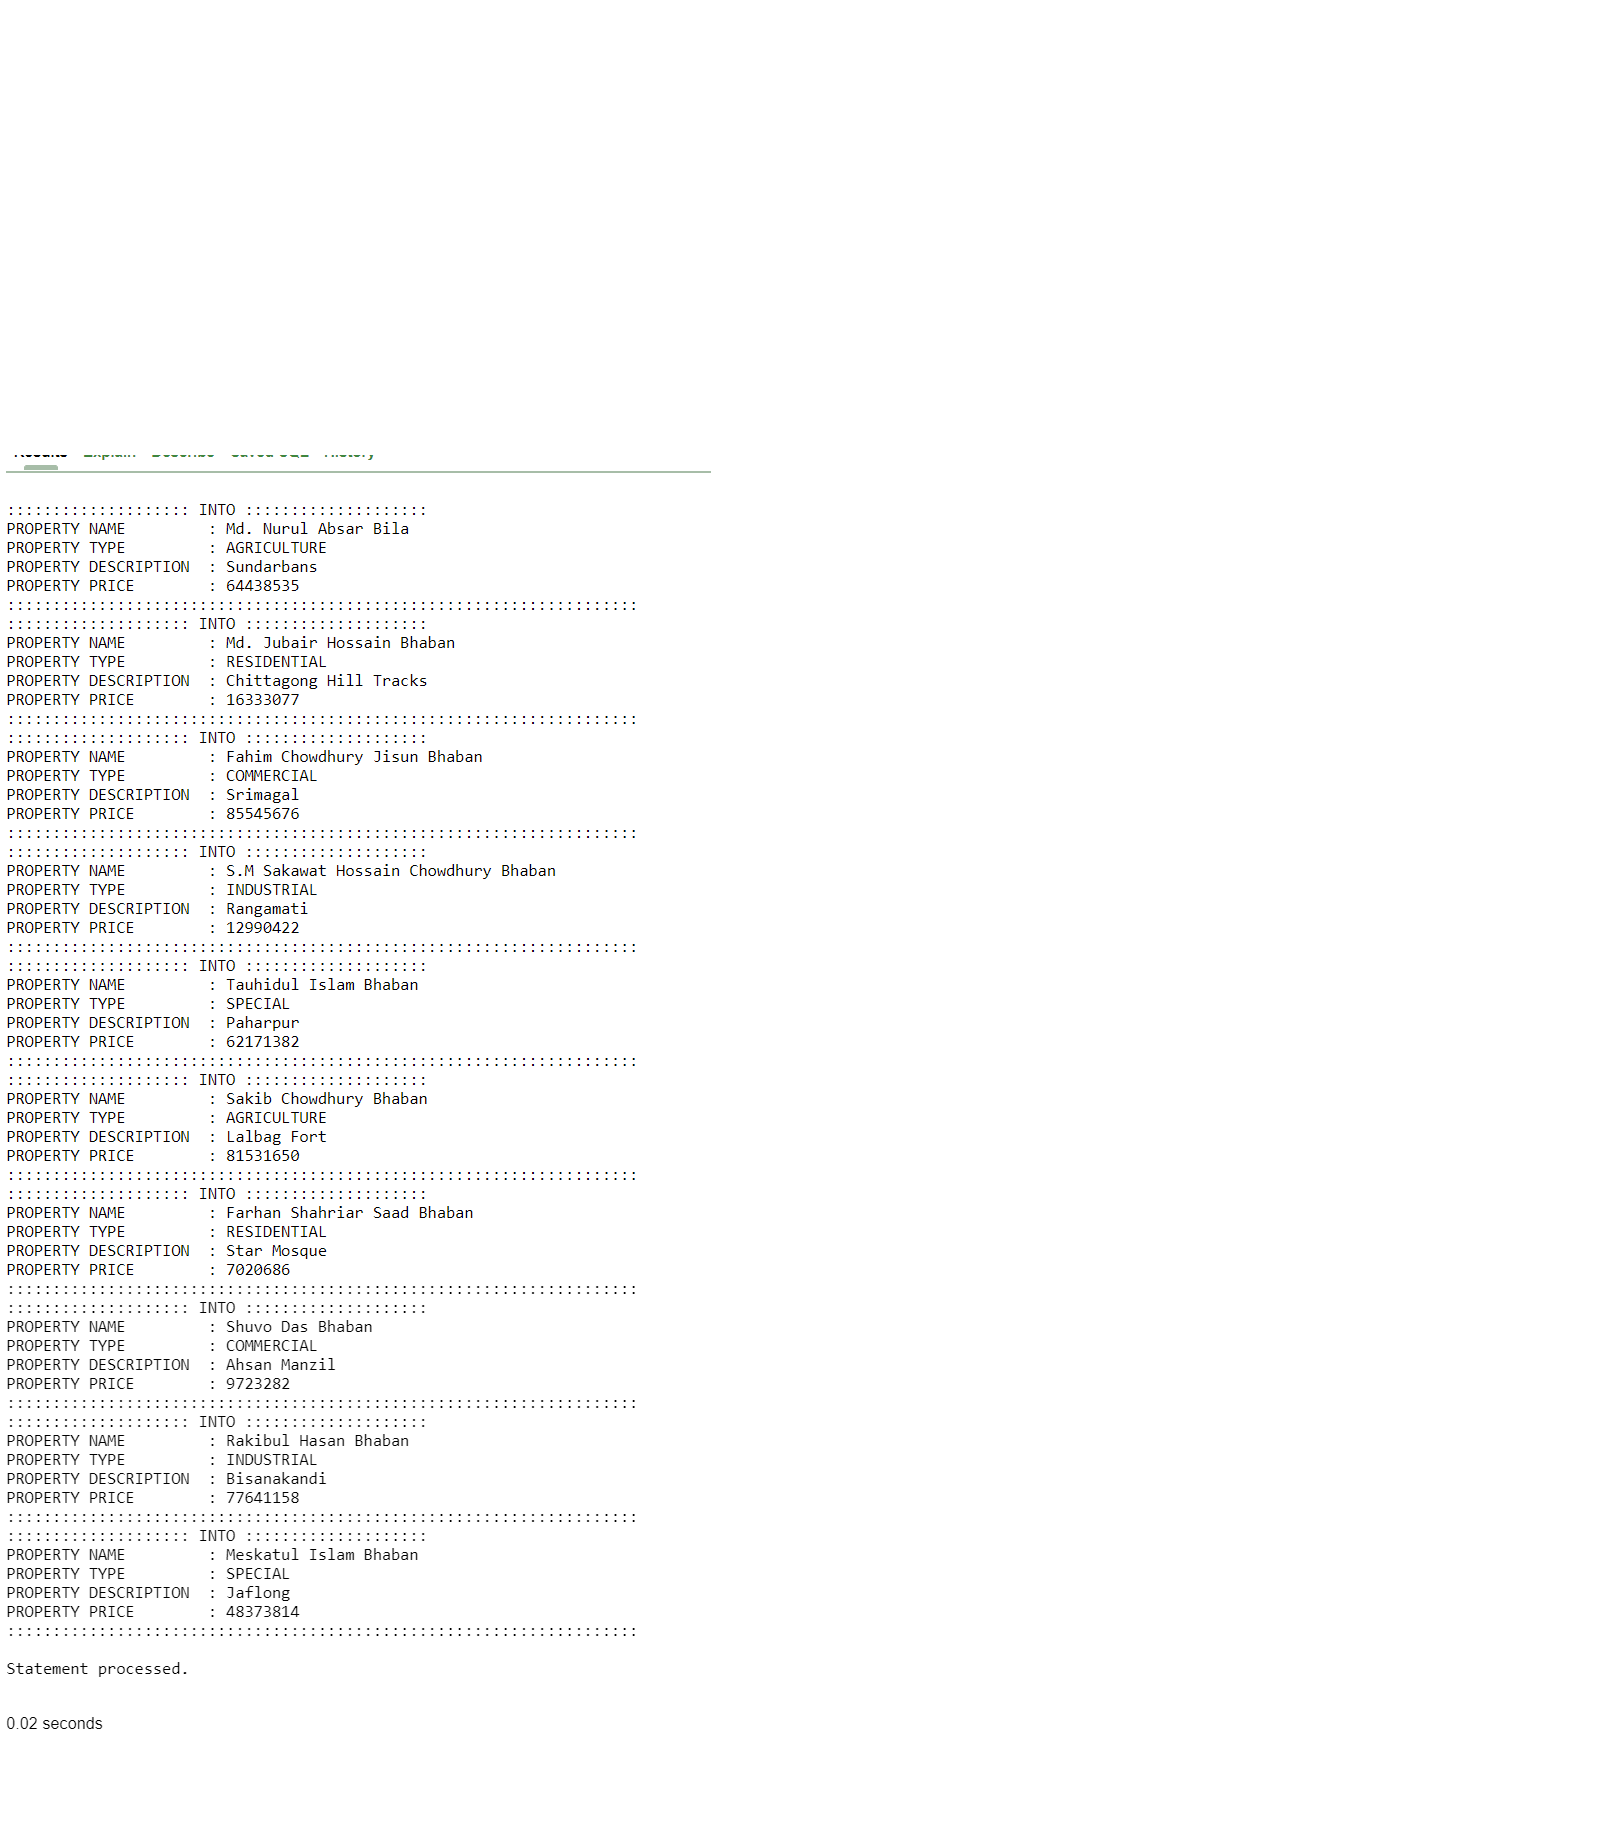 Results Explain Describe Saved SQL History
:::::::::::::::::::: INTO ::::::::::::::::::::
PROPERTY NAME         : Md. Nurul Absar Bila
PROPERTY TYPE         : AGRICULTURE
PROPERTY DESCRIPTION  : Sundarbans
PROPERTY PRICE        : 64438535
:::::::::::::::::::::::::::::::::::::::::::::::::::::::::::::::::::::
:::::::::::::::::::: INTO ::::::::::::::::::::
PROPERTY NAME         : Md. Jubair Hossain Bhaban
PROPERTY TYPE         : RESIDENTIAL
PROPERTY DESCRIPTION  : Chittagong Hill Tracks
PROPERTY PRICE        : 16333077
:::::::::::::::::::::::::::::::::::::::::::::::::::::::::::::::::::::
:::::::::::::::::::: INTO ::::::::::::::::::::
PROPERTY NAME         : Fahim Chowdhury Jisun Bhaban
PROPERTY TYPE         : COMMERCIAL
PROPERTY DESCRIPTION  : Srimagal
PROPERTY PRICE        : 85545676
:::::::::::::::::::::::::::::::::::::::::::::::::::::::::::::::::::::
:::::::::::::::::::: INTO ::::::::::::::::::::
PROPERTY NAME         : S.M Sakawat Hossain Chowdhury Bhaban
PROPERTY TYPE         : INDUSTRIAL
PROPERTY DESCRIPTION  : Rangamati
PROPERTY PRICE        : 12990422
:::::::::::::::::::::::::::::::::::::::::::::::::::::::::::::::::::::
:::::::::::::::::::: INTO ::::::::::::::::::::
PROPERTY NAME         : Tauhidul Islam Bhaban
PROPERTY TYPE         : SPECIAL
PROPERTY DESCRIPTION  : Paharpur
PROPERTY PRICE        : 62171382
:::::::::::::::::::::::::::::::::::::::::::::::::::::::::::::::::::::
:::::::::::::::::::: INTO ::::::::::::::::::::
PROPERTY NAME         : Sakib Chowdhury Bhaban
PROPERTY TYPE         : AGRICULTURE
PROPERTY DESCRIPTION  : Lalbag Fort
PROPERTY PRICE        : 81531650
:::::::::::::::::::::::::::::::::::::::::::::::::::::::::::::::::::::
:::::::::::::::::::: INTO ::::::::::::::::::::
PROPERTY NAME         : Farhan Shahriar Saad Bhaban
PROPERTY TYPE         : RESIDENTIAL
PROPERTY DESCRIPTION  : Star Mosque
PROPERTY PRICE        : 7020686
:::::::::::::::::::::::::::::::::::::::::::::::::::::::::::::::::::::
:::::::::::::::::::: INTO ::::::::::::::::::::
PROPERTY NAME         : Shuvo Das Bhaban
PROPERTY TYPE         : COMMERCIAL
PROPERTY DESCRIPTION  : Ahsan Manzil
PROPERTY PRICE        : 9723282
:::::::::::::::::::::::::::::::::::::::::::::::::::::::::::::::::::::
:::::::::::::::::::: INTO ::::::::::::::::::::
PROPERTY NAME         : Rakibul Hasan Bhaban
PROPERTY TYPE         : INDUSTRIAL
PROPERTY DESCRIPTION  : Bisanakandi
PROPERTY PRICE        : 77641158
:::::::::::::::::::::::::::::::::::::::::::::::::::::::::::::::::::::
:::::::::::::::::::: INTO ::::::::::::::::::::
PROPERTY NAME         : Meskatul Islam Bhaban
PROPERTY TYPE         : SPECIAL
PROPERTY DESCRIPTION  : Jaflong
PROPERTY PRICE        : 48373814
:::::::::::::::::::::::::::::::::::::::::::::::::::::::::::::::::::::
Statement processed.
0.02 seconds